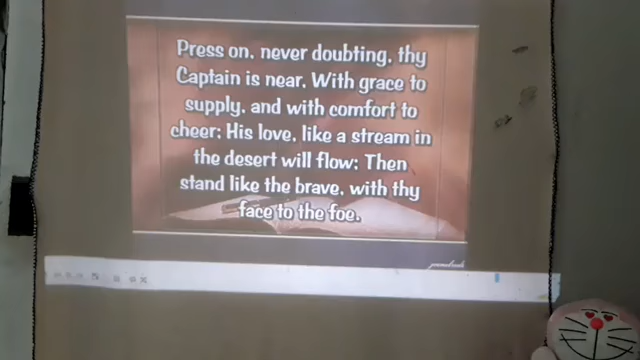 Press on, never doubting, thy
Captain is near, With grace to
supply, and with comfort to
cheer; His love, like a stream in
the desert will flow; Then
stand like the brave, with thy
face to the foe.